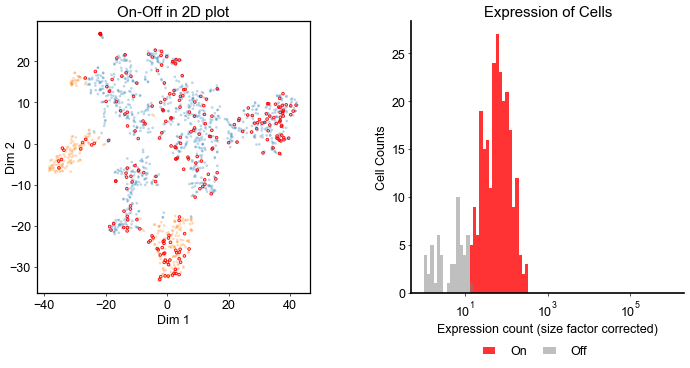 On-Off in 2D plot
Dim 2
20
10
0
−10
−20
−30
−40
−20
0
20
40
Dim 1
Expression of Cells
Cell Counts
25
20
15
10
5
0
10^1
10^3
10^5
Expression count (size factor corrected)
On
Off